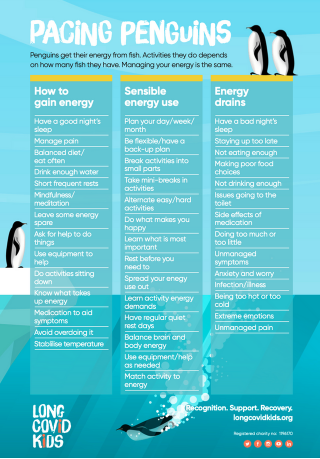 PACING PENGUINS
Penguins get their energy from fish. Activities they do depends
on how many fish they have. Managing your energy is the same.
How to
gain energy
Have a good night's
sleep
Manage pain
Balanced diet/
eat often
Drink enough water
Short frequent rests
Mindfulness/
meditation
Leave some energy
spare
Ask for help to do
things
Use equipment to
help
Do activities sitting
down
Know what takes
up energy
Medication to aid
symptoms
Avoid overdoing it
Stabilise temperature
Sensible
energy use
Plan your day/week/
month
Be flexible/have a
back-up plan
Break activities into
small parts
Take mini-breaks in
activities
Alternate easy/hard
activities
Do what makes you
happy
Learn what is most
important
Rest before you
need to
Spread your energy
use out
Learn activity energy
demands
Have regular quiet
rest days
Balance brain and
body energy
Use equipment/help
as needed
Match activity to
energy
Energy
drains
Have a bad night's
sleep
Staying up too late
Not eating enough
Making poor food
choices
Not drinking enough
Issues going to the
toilet
Side effects of
medication
Doing too much or
too little
Unmanaged
symptoms
Anxiety and worry
Infection/illness
Being too hot or too
cold
Extreme emotions
Unmanaged pain
LONG
COVID
KIDS
Recognition. Support. Recovery.
longcovidkids.org
Registered charity no: